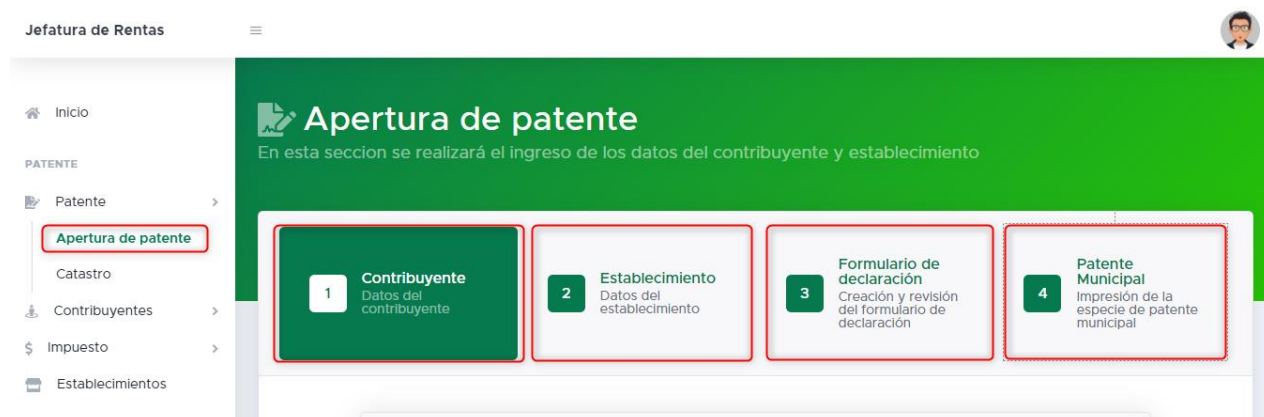 Jefatura de Rentas
Inicio
PATENTE
Patente
Apertura de patente
Catastro
Contribuyentes
$ Impuesto
Establecimientos
Apertura de patente
En esta seccion se realizará el ingreso de los datos del contribuyente y establecimiento
1
Contribuyente
Datos del
contribuyente
2
Establecimiento
Datos del
establecimiento
3
Formulario de
declaración
Creación y revisión
del formulario de
declaración
4
Patente
Municipal
Impresión de la
especie de patente
municipal